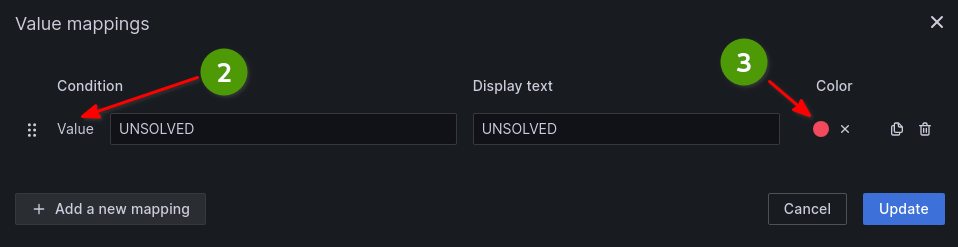 Value mappings
2
3
Condition
Display text
Color
Value
UNSOLVED
UNSOLVED
Add a new mapping
Cancel
Update